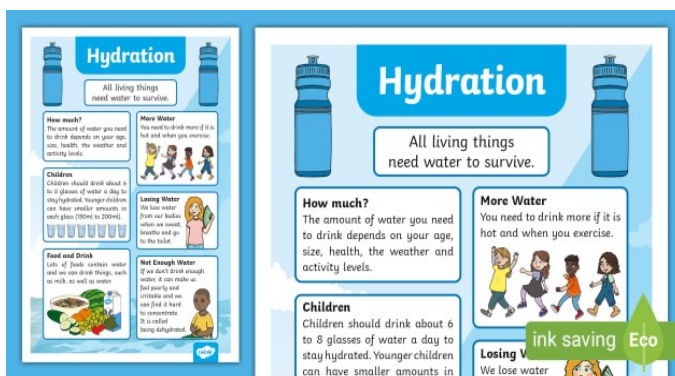 Hydration
All living things
need water to survive.
How much?
The amount of water you need
to drink depends on your age,
size, health, the weather and
activity levels.
More Water
You need to drink more if it is
hot and when you exercise.
Children
Children should drink about 6
to 8 glasses of water a day to
stay hydrated. Younger children
can have smaller amounts in
each glass (150ml to 200ml).
Losing Water
We lose water
from our bodies
when we sweat,
breathe and go
to the toilet.
Food and Drink
Lots of foods contain water
and we can drink things, such
as milk, as well as water.
Not Enough Water
If we don't drink enough
water, it can make us
feel poorly and
irritable and we
can find it hard
to concentrate.
It is called
being dehydrated.
twinkl
Hydration
All living things
need water to survive.
How much?
The amount of water you need
to drink depends on your age,
size, health, the weather and
activity levels.
More Water
You need to drink more if it is
hot and when you exercise.
Children
Children should drink about 6
to 8 glasses of water a day to
stay hydrated. Younger children
can have smaller amounts in
Losing
We lose water
ink saving Eco